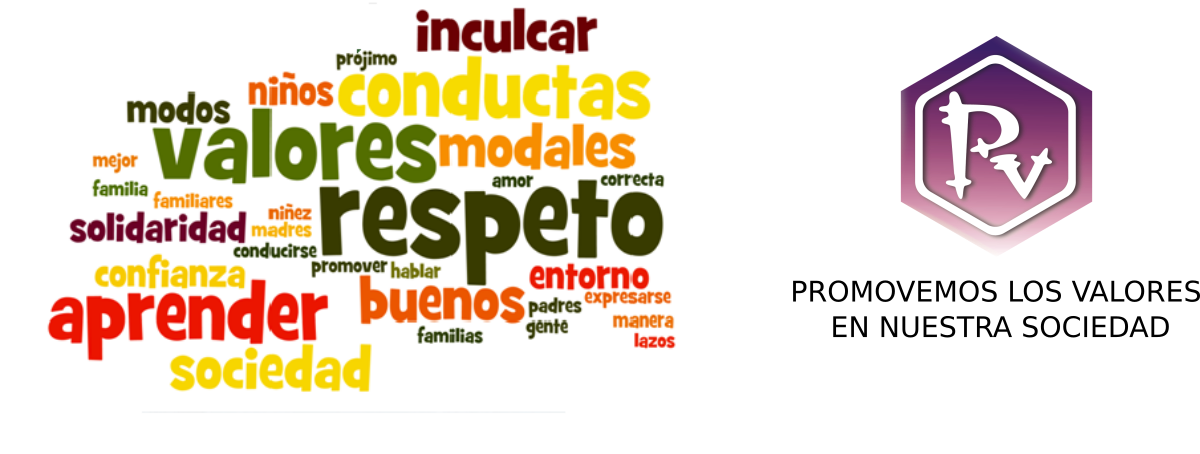 inculcar
prójimo
niños conductas
modos
valores modales
mejor
amor correcta
familia
familiares
respeto
niñez
solidaridad madres
conducirse
promover hablar
confianza
entorno
aprender buenos padres expresarse
gente manera
familias
lazos
sociedad
Pv
PROMOVEMOS LOS VALORES
EN NUESTRA SOCIEDAD